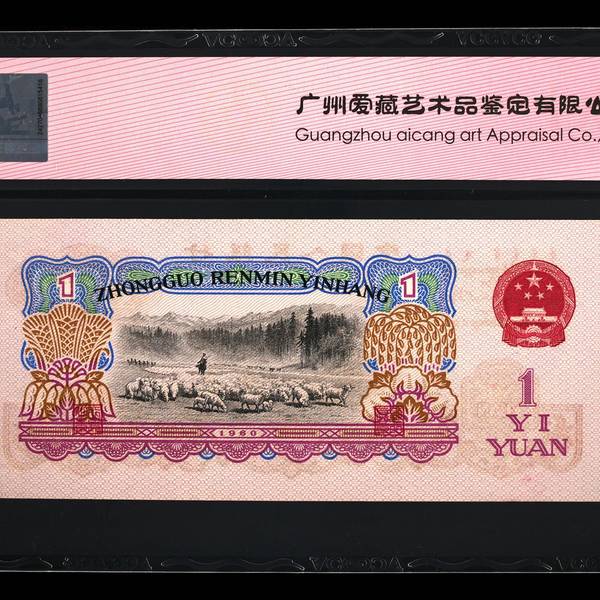 广州爱藏艺术品鉴定有限
Guangzhou aicang art Appraisal Co.,
1
ZHONGGUO RENMIN YINHANG
1
1960
1
YI
YUAN